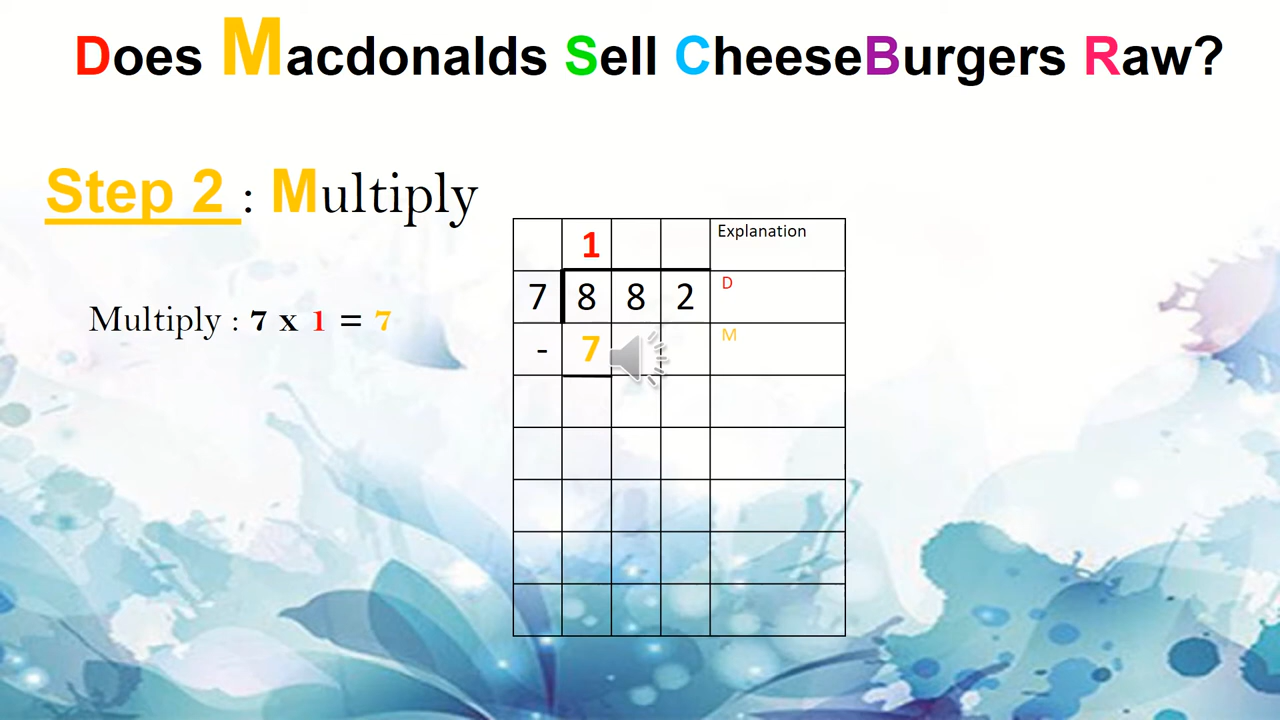 Does Macdonalds Sell CheeseBurgers Raw?
Step 2 : Multiply
Multiply : 7 x 1 = 7
1 Explanation
7 8 8 2 D
- 7 M